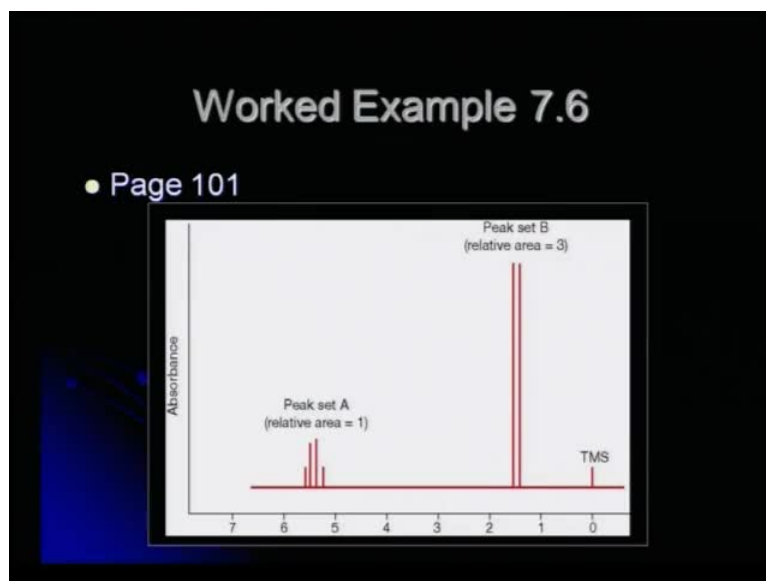 Worked Example 7.6
Page 101
Peak set B
(relative area = 3)
Absorbance
Peak set A
(relative area = 1)
TMS
7 6 5 4 3 2 1 0